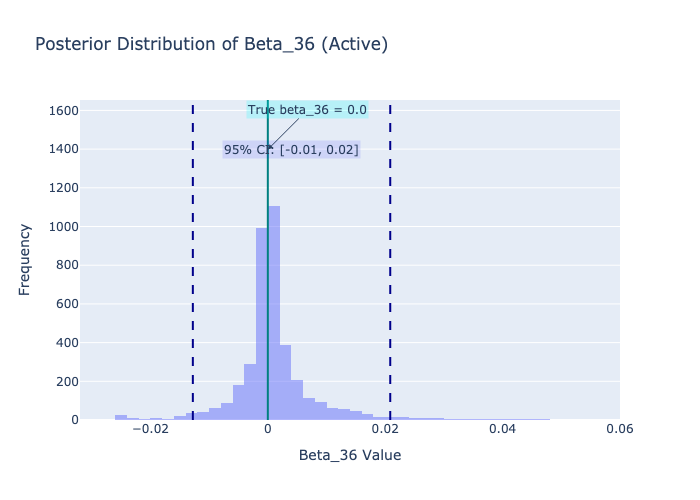 Posterior Distribution of Beta_36 (Active)
True beta_36 = 0.0
95% CI: [-0.01, 0.02]
Frequency
1600
1400
1200
1000
800
600
400
200
0
−0.02
0
0.02
0.04
0.06
Beta_36 Value